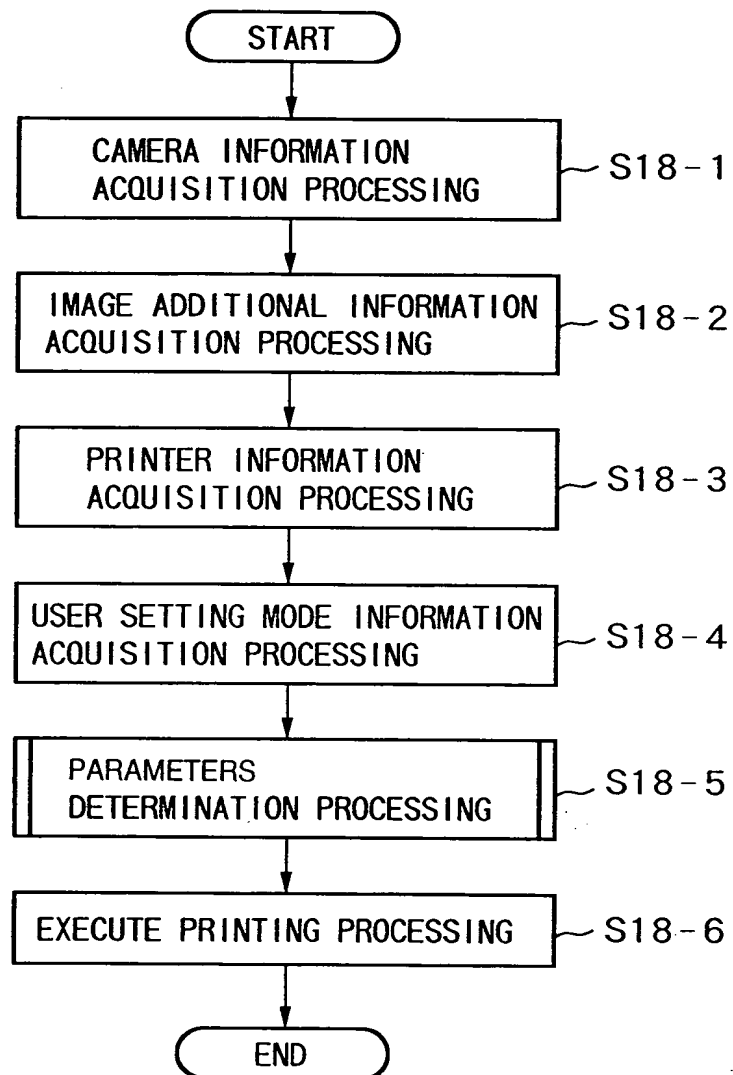 START
CAMERA INFORMATION
ACQUISITION PROCESSING
S18-1
IMAGE ADDITIONAL INFORMATION
ACQUISITION PROCESSING
S18-2
PRINTER INFORMATION
ACQUISITION PROCESSING
S18-3
USER SETTING MODE INFORMATION
ACQUISITION PROCESSING
S18-4
PARAMETERS
DETERMINATION PROCESSING
S18-5
EXECUTE PRINTING PROCESSING
S18-6
END